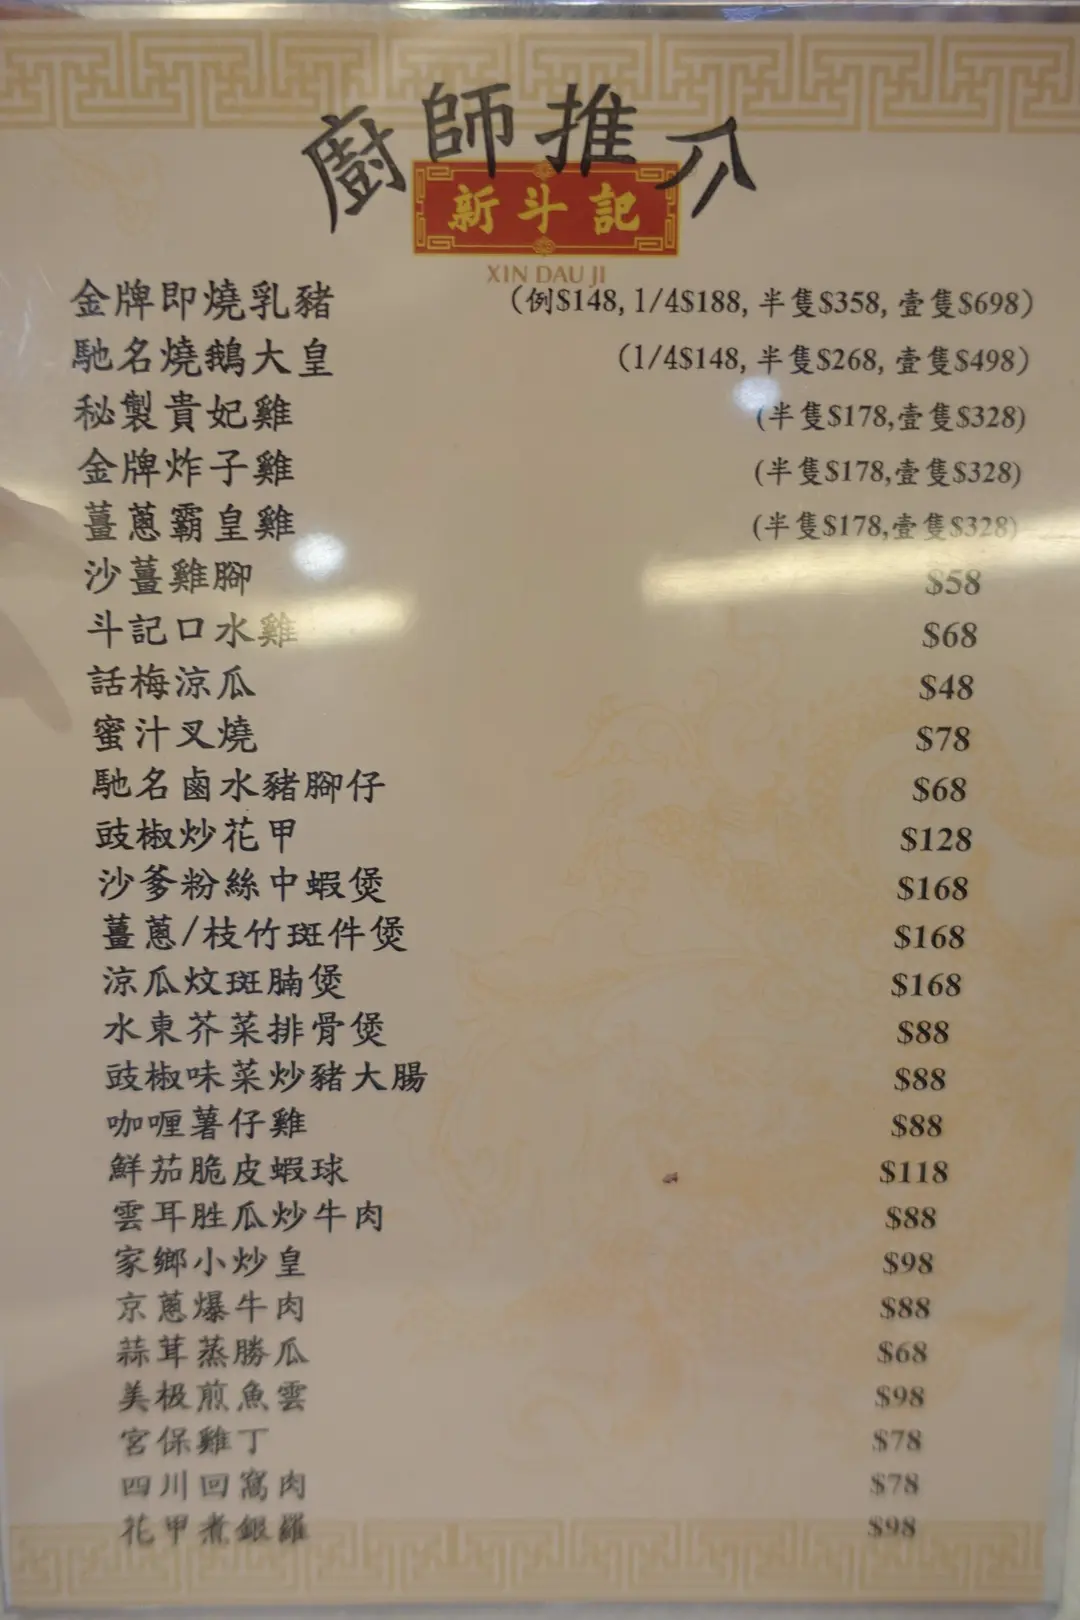 廚師推介
新斗記
XIN DAU JI
金牌即燒乳豬 (例$148, 1/4$188, 半隻$358, 壹隻$698)
馳名燒鵝大皇 (1/4$148, 半隻$268, 壹隻$498)
秘製貴妃雞 (半隻$178,壹隻$328)
金牌炸子雞 (半隻$178,壹隻$328)
薑蔥霸皇雞 (半隻$178,壹隻$328)
沙薑雞腳 $58
斗記口水雞 $68
話梅涼瓜 $48
蜜汁叉燒 $78
馳名鹵水豬腳仔 $68
豉椒炒花甲 $128
沙爹粉絲中蝦煲 $168
薑蔥/枝竹斑件煲 $168
涼瓜炆斑腩煲 $168
水東芥菜排骨煲 $88
豉椒味菜炒豬大腸 $88
咖喱薯仔雞 $88
鮮茄脆皮蝦球 $118
雲耳胜瓜炒牛肉 $88
家鄉小炒皇 $98
京蔥爆牛肉 $88
蒜茸蒸勝瓜 $68
美极煎魚雲 $98
宮保雞丁 $78
四川回窩肉 $78
花甲煮銀羅 $98